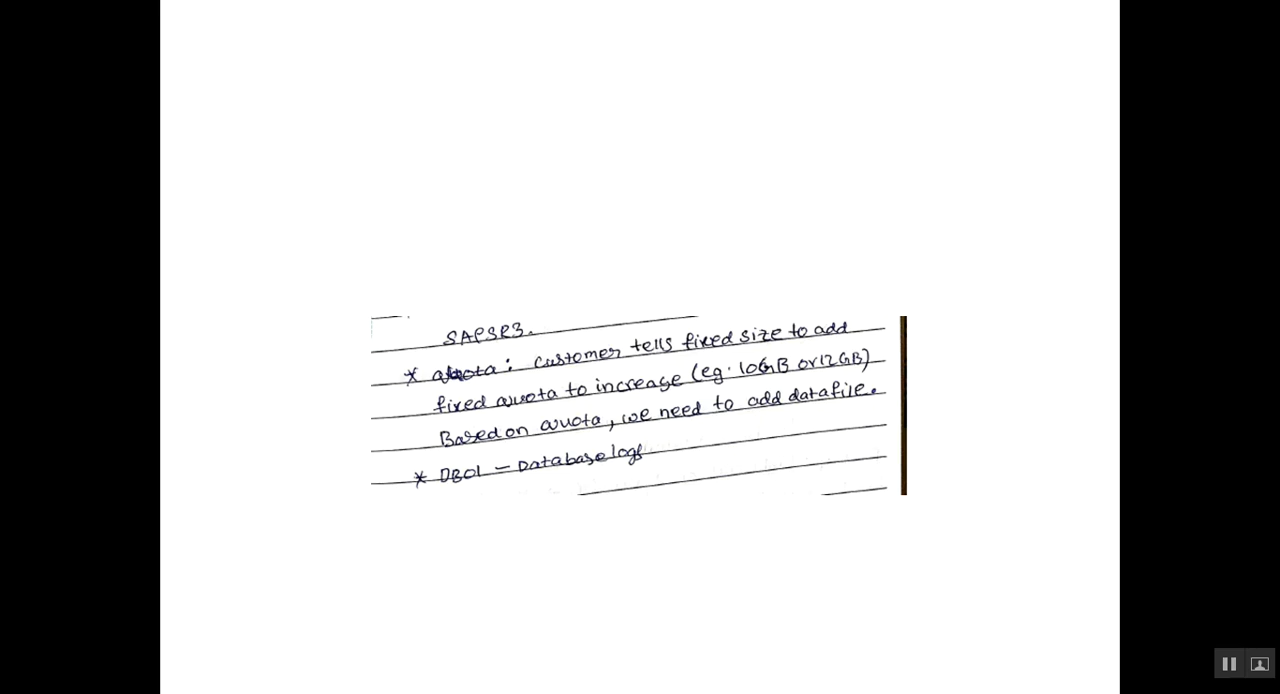 SAPSR3.
* Quota: Customer tells fixed size to add
fixed quota to increase (eg. 10GB or 12GB)
Based on quota, we need to add datafile.
* DB01 - Database logs